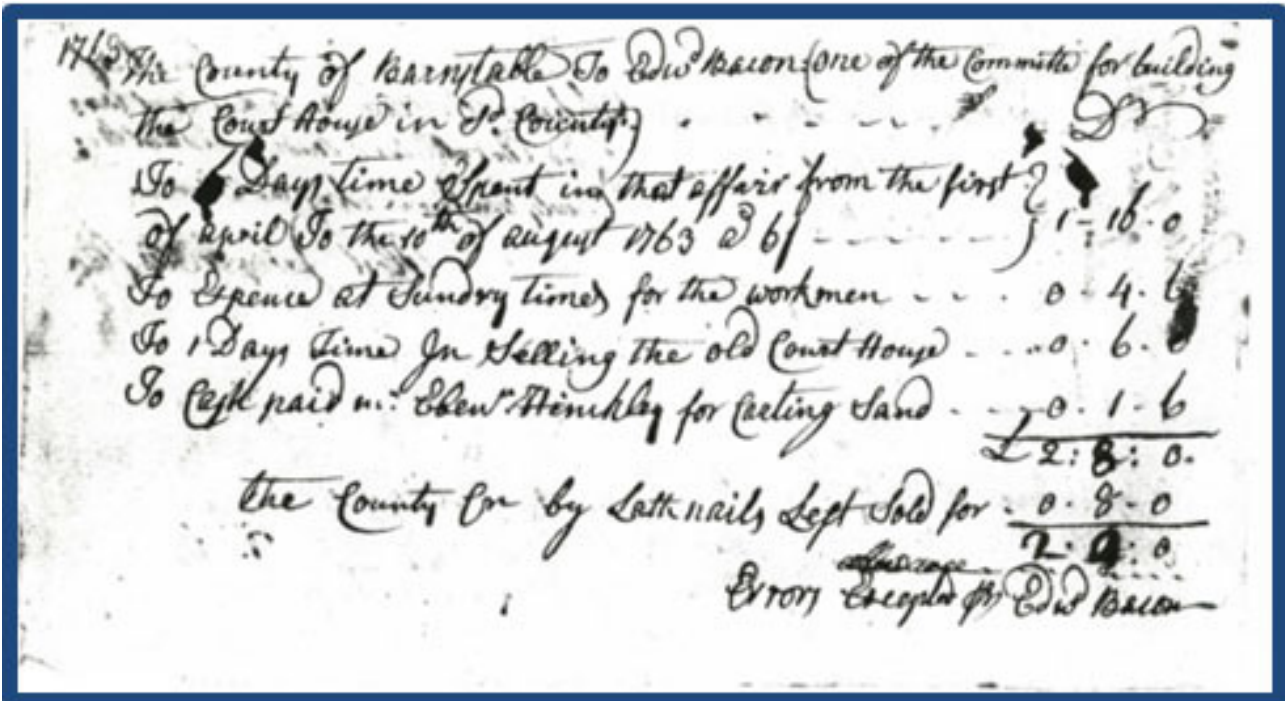 1763 The County of Barnstable To Edwd Bacon (one of the Committe for building
the Court House in Sd. County) Dr
To 6 Days time Spent in that affair from the first
of april To the 10th of august 1763 a 6/ 1-16-0
To Expence at Sundry times for the workmen 0-4-6
To 1 Days Time In Selling the old Court House 0-6-0
To Cash paid mr. Ebenr Hinckley for Carting Sand 0-1-6
£ 2:8:0.
the County Cr by Lath nails Left Sold for 0-8-0
2:0:0
Errors Excepted pr Edwd Bacon